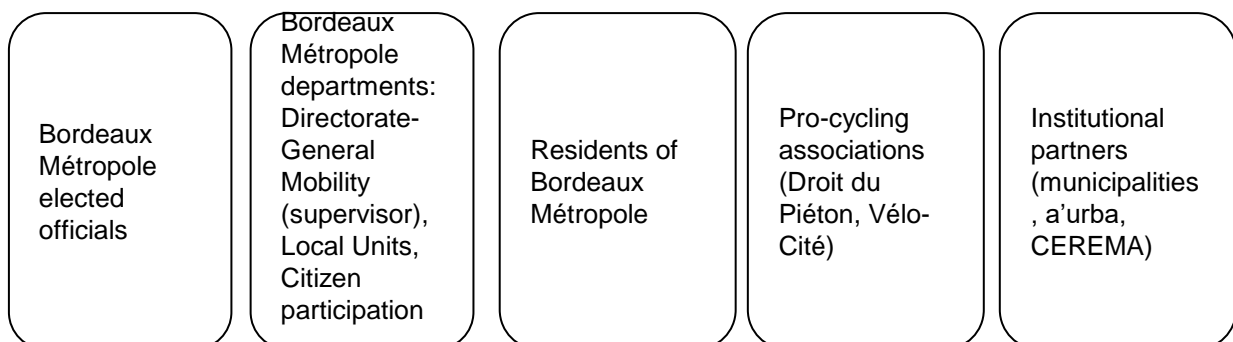 Bordeaux
Métropole
elected
officials
Bordeaux
Métropole
departments:
Directorate-
General
Mobility
(supervisor),
Local Units,
Citizen
participation
Residents of
Bordeaux
Métropole
Pro-cycling
associations
(Droit du
Piéton, Vélo-
Cité)
Institutional
partners
(municipalities
, a’urba,
CEREMA)